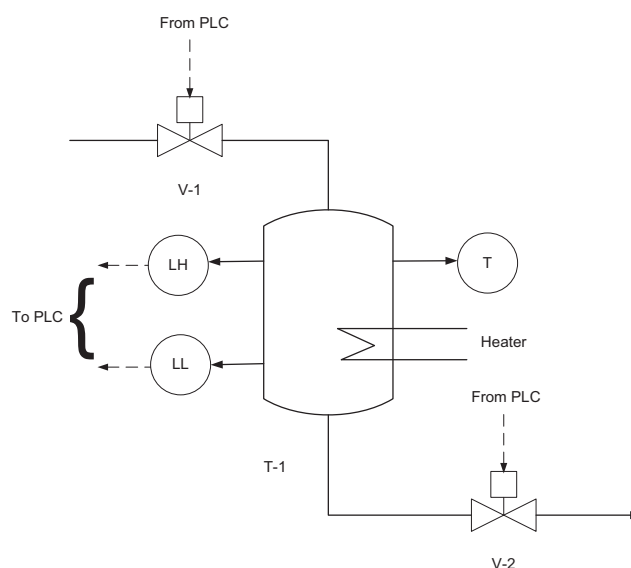 From PLC
V-1
LH
T
To PLC
Heater
LL
From PLC
T-1
V-2